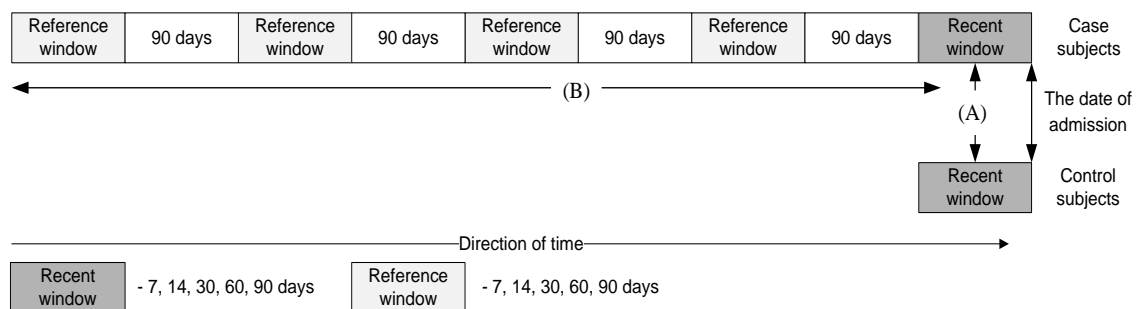 Reference window
90 days
Reference window
90 days
Reference window
90 days
Reference window
90 days
Recent window
Case subjects
(B)
(A)
The date of admission
Recent window
Control subjects
Direction of time
Recent window
- 7, 14, 30, 60, 90 days
Reference window
- 7, 14, 30, 60, 90 days